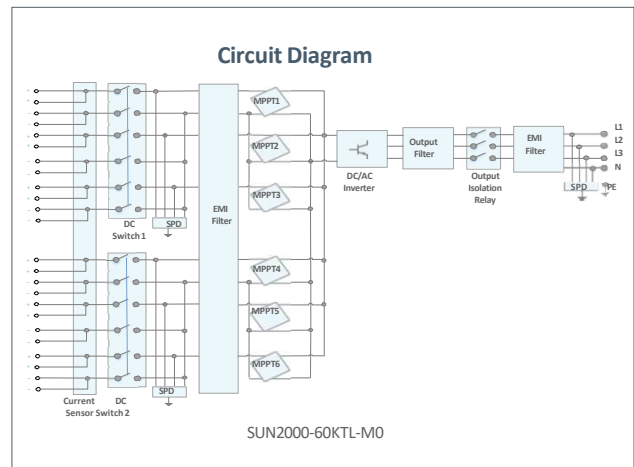 Circuit Diagram
MPPT1
MPPT2
MPPT3
MPPT4
MPPT5
MPPT6
DC
Switch 1
SPD
EMI
Filter
DC/AC
Inverter
Output
Filter
Output
Isolation
Relay
EMI
Filter
L1
L2
L3
N
SPD
PE
Current
Sensor
DC
Switch 2
SPD
SUN2000-60KTL-M0